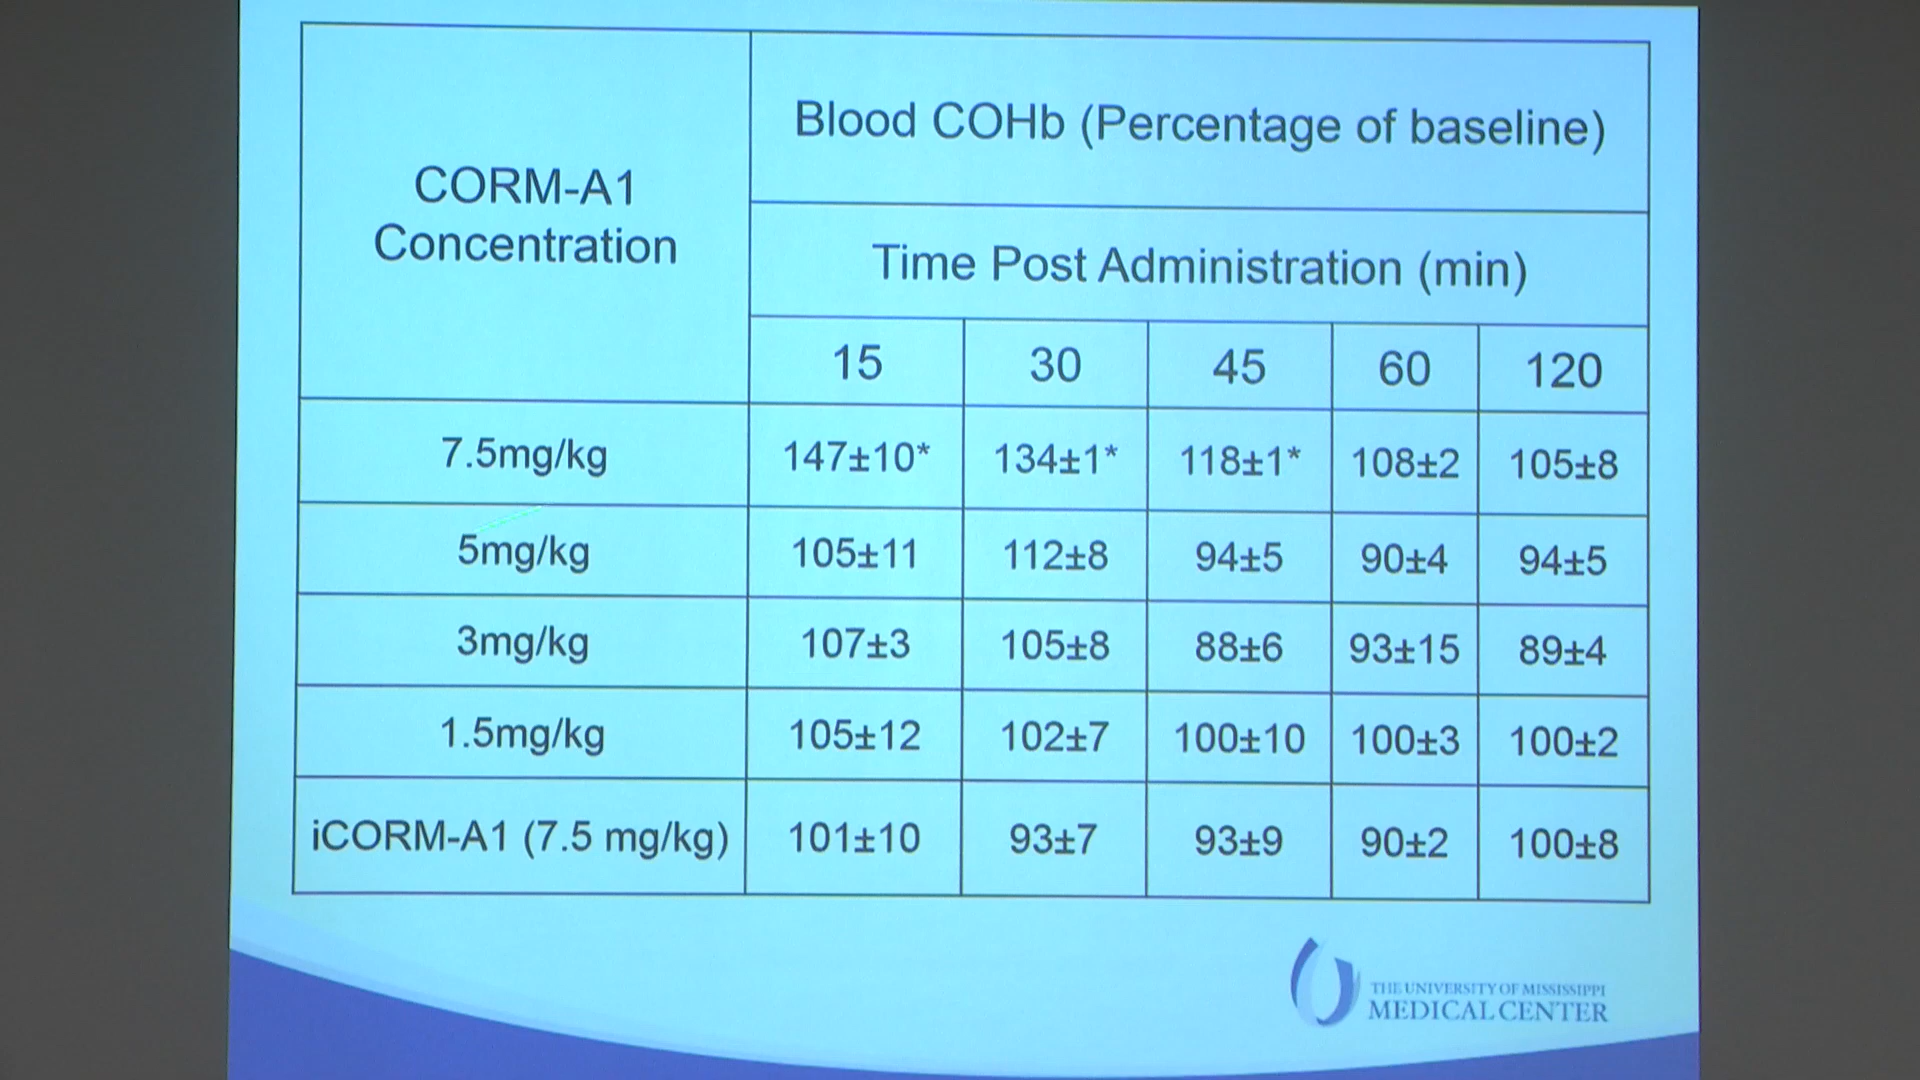 CORM-A1
Concentration
Blood COHb (Percentage of baseline)
Time Post Administration (min)
15 30 45 60 120
7.5mg/kg 147±10* 134±1* 118±1* 108±2 105±8
5mg/kg 105±11 112±8 94±5 90±4 94±5
3mg/kg 107±3 105±8 88±6 93±15 89±4
1.5mg/kg 105±12 102±7 100±10 100±3 100±2
iCORM-A1 (7.5 mg/kg) 101±10 93±7 93±9 90±2 100±8
THE UNIVERSITY OF MISSISSIPPI
MEDICAL CENTER